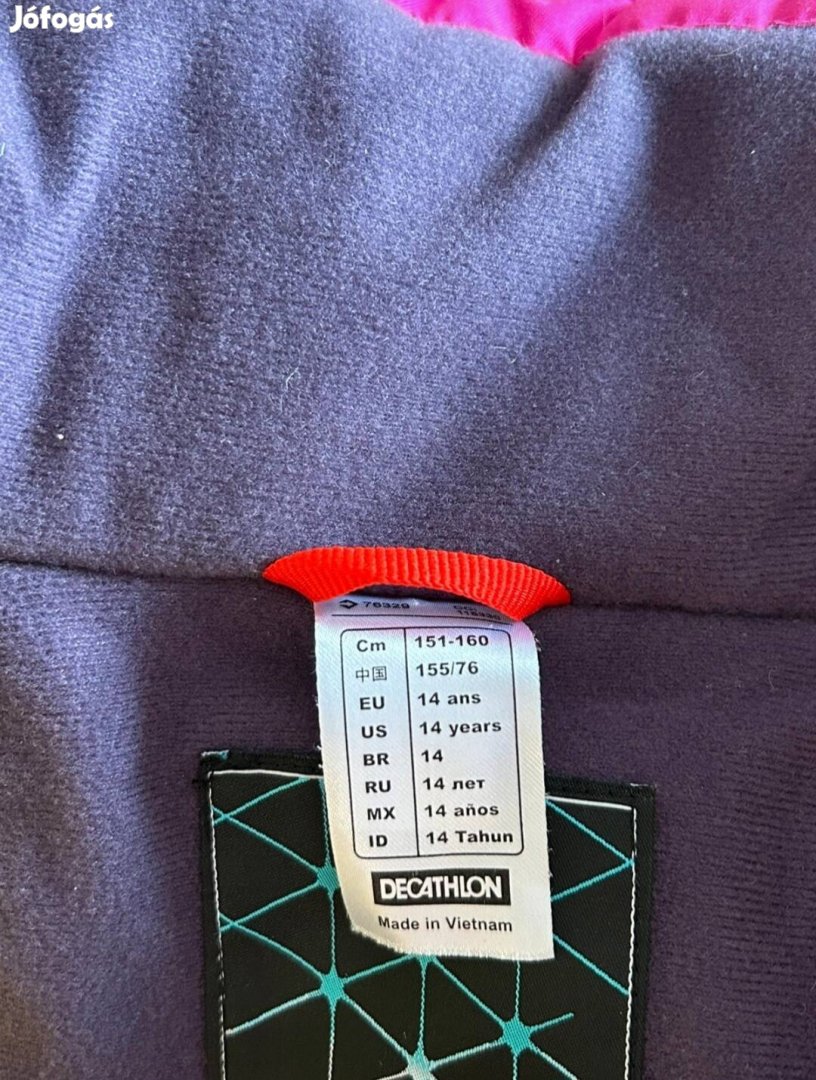 Jófogás
76329
Cm 151-160
中国 155/76
EU 14 ans
US 14 years
BR 14
RU 14 лет
MX 14 años
ID 14 Tahun
DECATHLON
Made in Vietnam